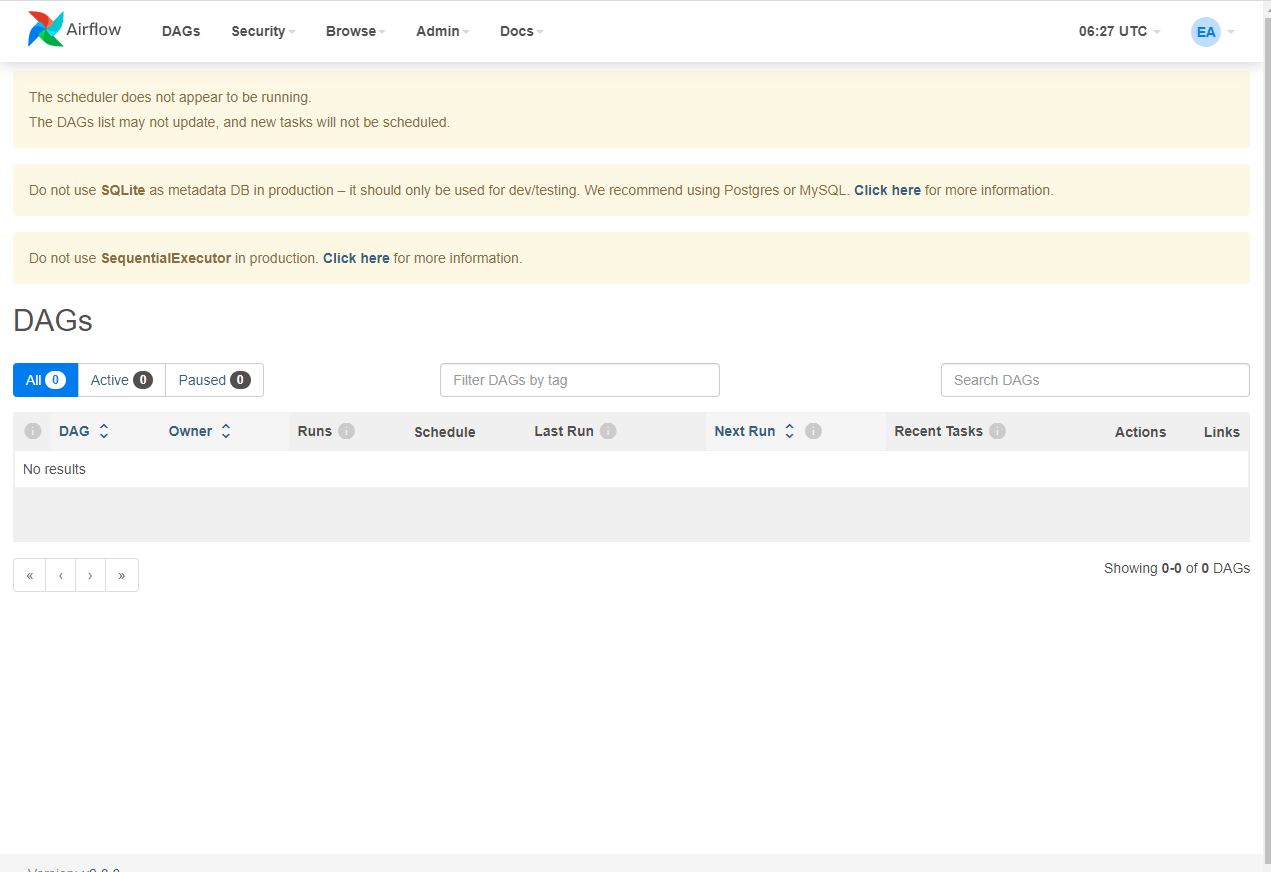 Airflow DAGs Security Browse Admin Docs 06:27 UTC EA
The scheduler does not appear to be running.
The DAGs list may not update, and new tasks will not be scheduled.
Do not use SQLite as metadata DB in production – it should only be used for dev/testing. We recommend using Postgres or MySQL. Click here for more information.
Do not use SequentialExecutor in production. Click here for more information.
DAGs
All 0 Active 0 Paused 0 Filter DAGs by tag Search DAGs
i DAG Owner Runs i Schedule Last Run i Next Run i Recent Tasks i Actions Links
No results
« ‹ › »
Showing 0-0 of 0 DAGs